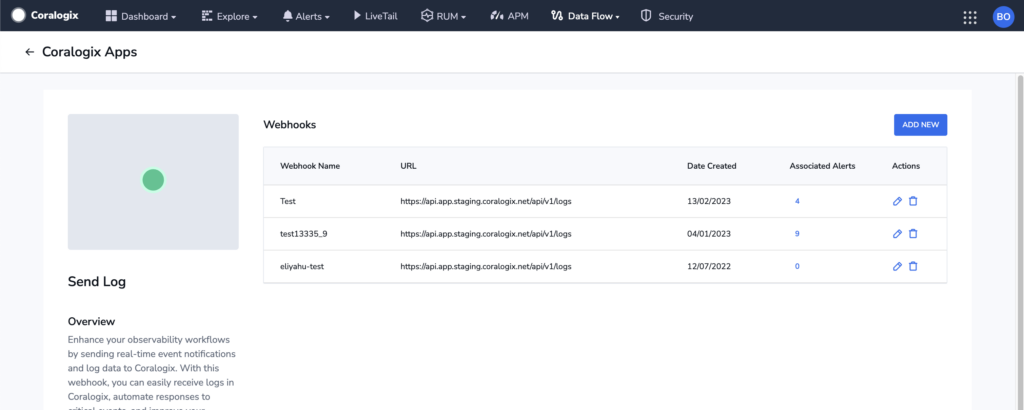 Coralogix Dashboard Explore Alerts LiveTail RUM APM Data Flow Security BO
← Coralogix Apps
Webhooks ADD NEW
Webhook Name URL Date Created Associated Alerts Actions
Test https://api.app.staging.coralogix.net/api/v1/logs 13/02/2023 4
test13335_9 https://api.app.staging.coralogix.net/api/v1/logs 04/01/2023 9
eliyahu-test https://api.app.staging.coralogix.net/api/v1/logs 12/07/2022 0
Send Log
Overview
Enhance your observability workflows
by sending real-time event notifications
and log data to Coralogix. With this
webhook, you can easily receive logs in
Coralogix, automate responses to
critical events, and improve your